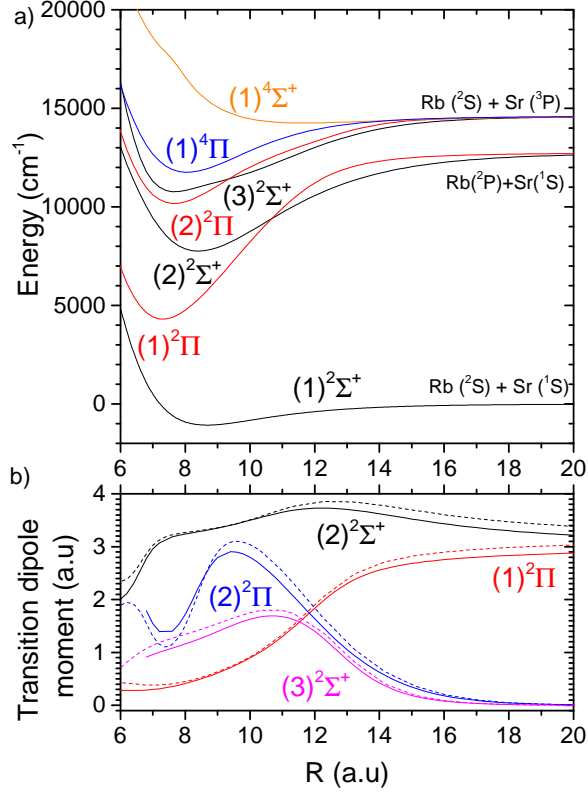 a)
20000
15000
10000
5000
0
Energy (cm⁻¹)
(1)⁴Σ⁺
Rb (²S) + Sr (³P)
(1)⁴Π
(3)²Σ⁺
Rb(²P)+Sr(¹S)
(2)²Π
(2)²Σ⁺
(1)²Π
(1)²Σ⁺
Rb (²S) + Sr (¹S)
6 8 10 12 14 16 18 20
b)
4
3
2
1
0
Transition dipole
moment (a.u)
(2)²Σ⁺
(1)²Π
(2)²Π
(3)²Σ⁺
6 8 10 12 14 16 18 20
R (a.u)